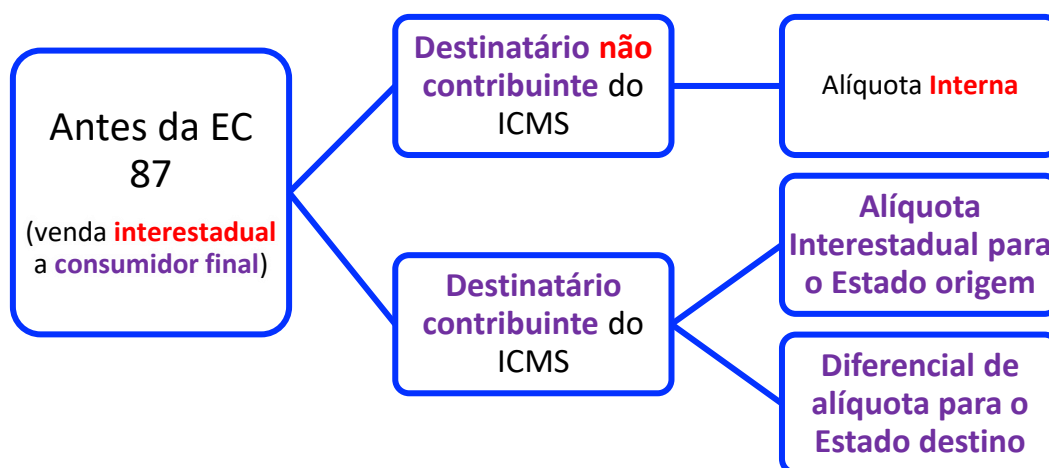 Antes da EC
87
(venda interestadual
a consumidor final)
Destinatário não
contribuinte do
ICMS
Alíquota Interna
Destinatário
contribuinte do
ICMS
Alíquota
Interestadual para
o Estado origem
Diferencial de
alíquota para o
Estado destino